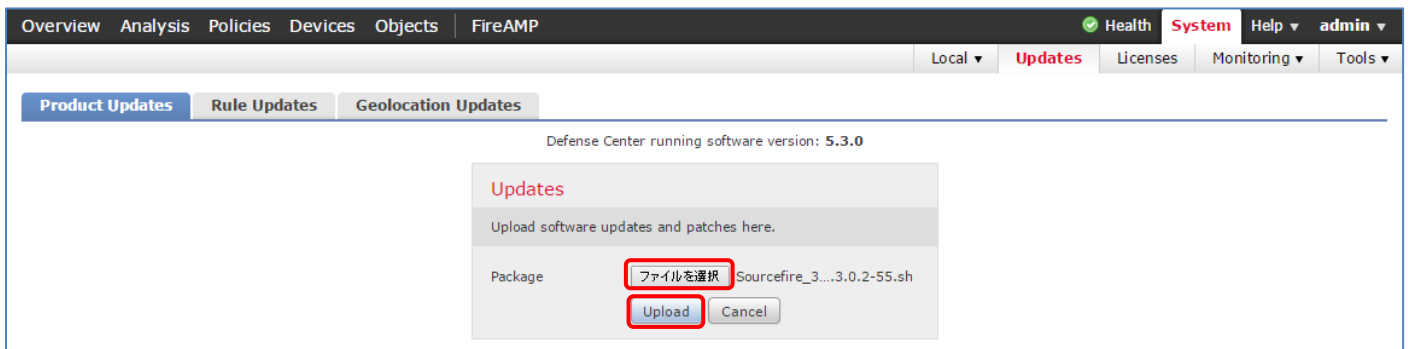 Overview Analysis Policies Devices Objects FireAMP Health System Help ▾ admin ▾
Local ▾ Updates Licenses Monitoring ▾ Tools ▾
Product Updates Rule Updates Geolocation Updates
Defense Center running software version: 5.3.0
Updates
Upload software updates and patches here.
Package ファイルを選択 Sourcefire_3....3.0.2-55.sh
Upload Cancel